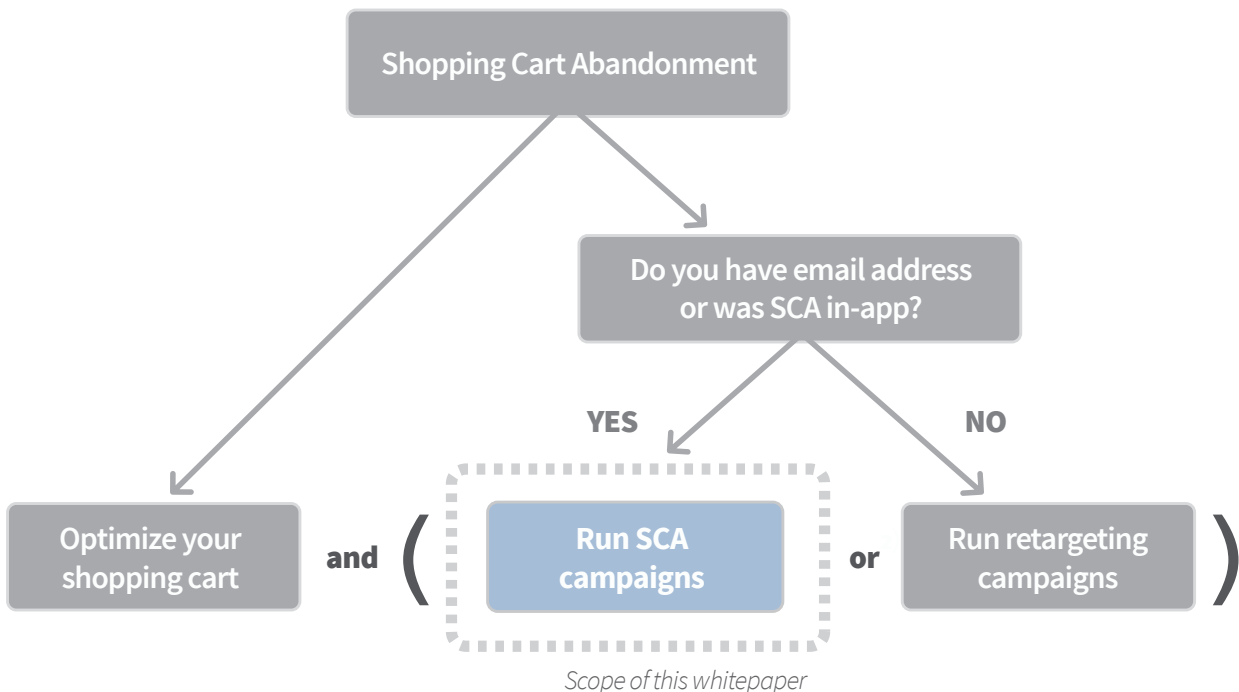 Shopping Cart Abandonment
Do you have email address
or was SCA in-app?
YES
NO
Optimize your
shopping cart
and
(
Run SCA
campaigns
or
Run retargeting
campaigns
)
Scope of this whitepaper